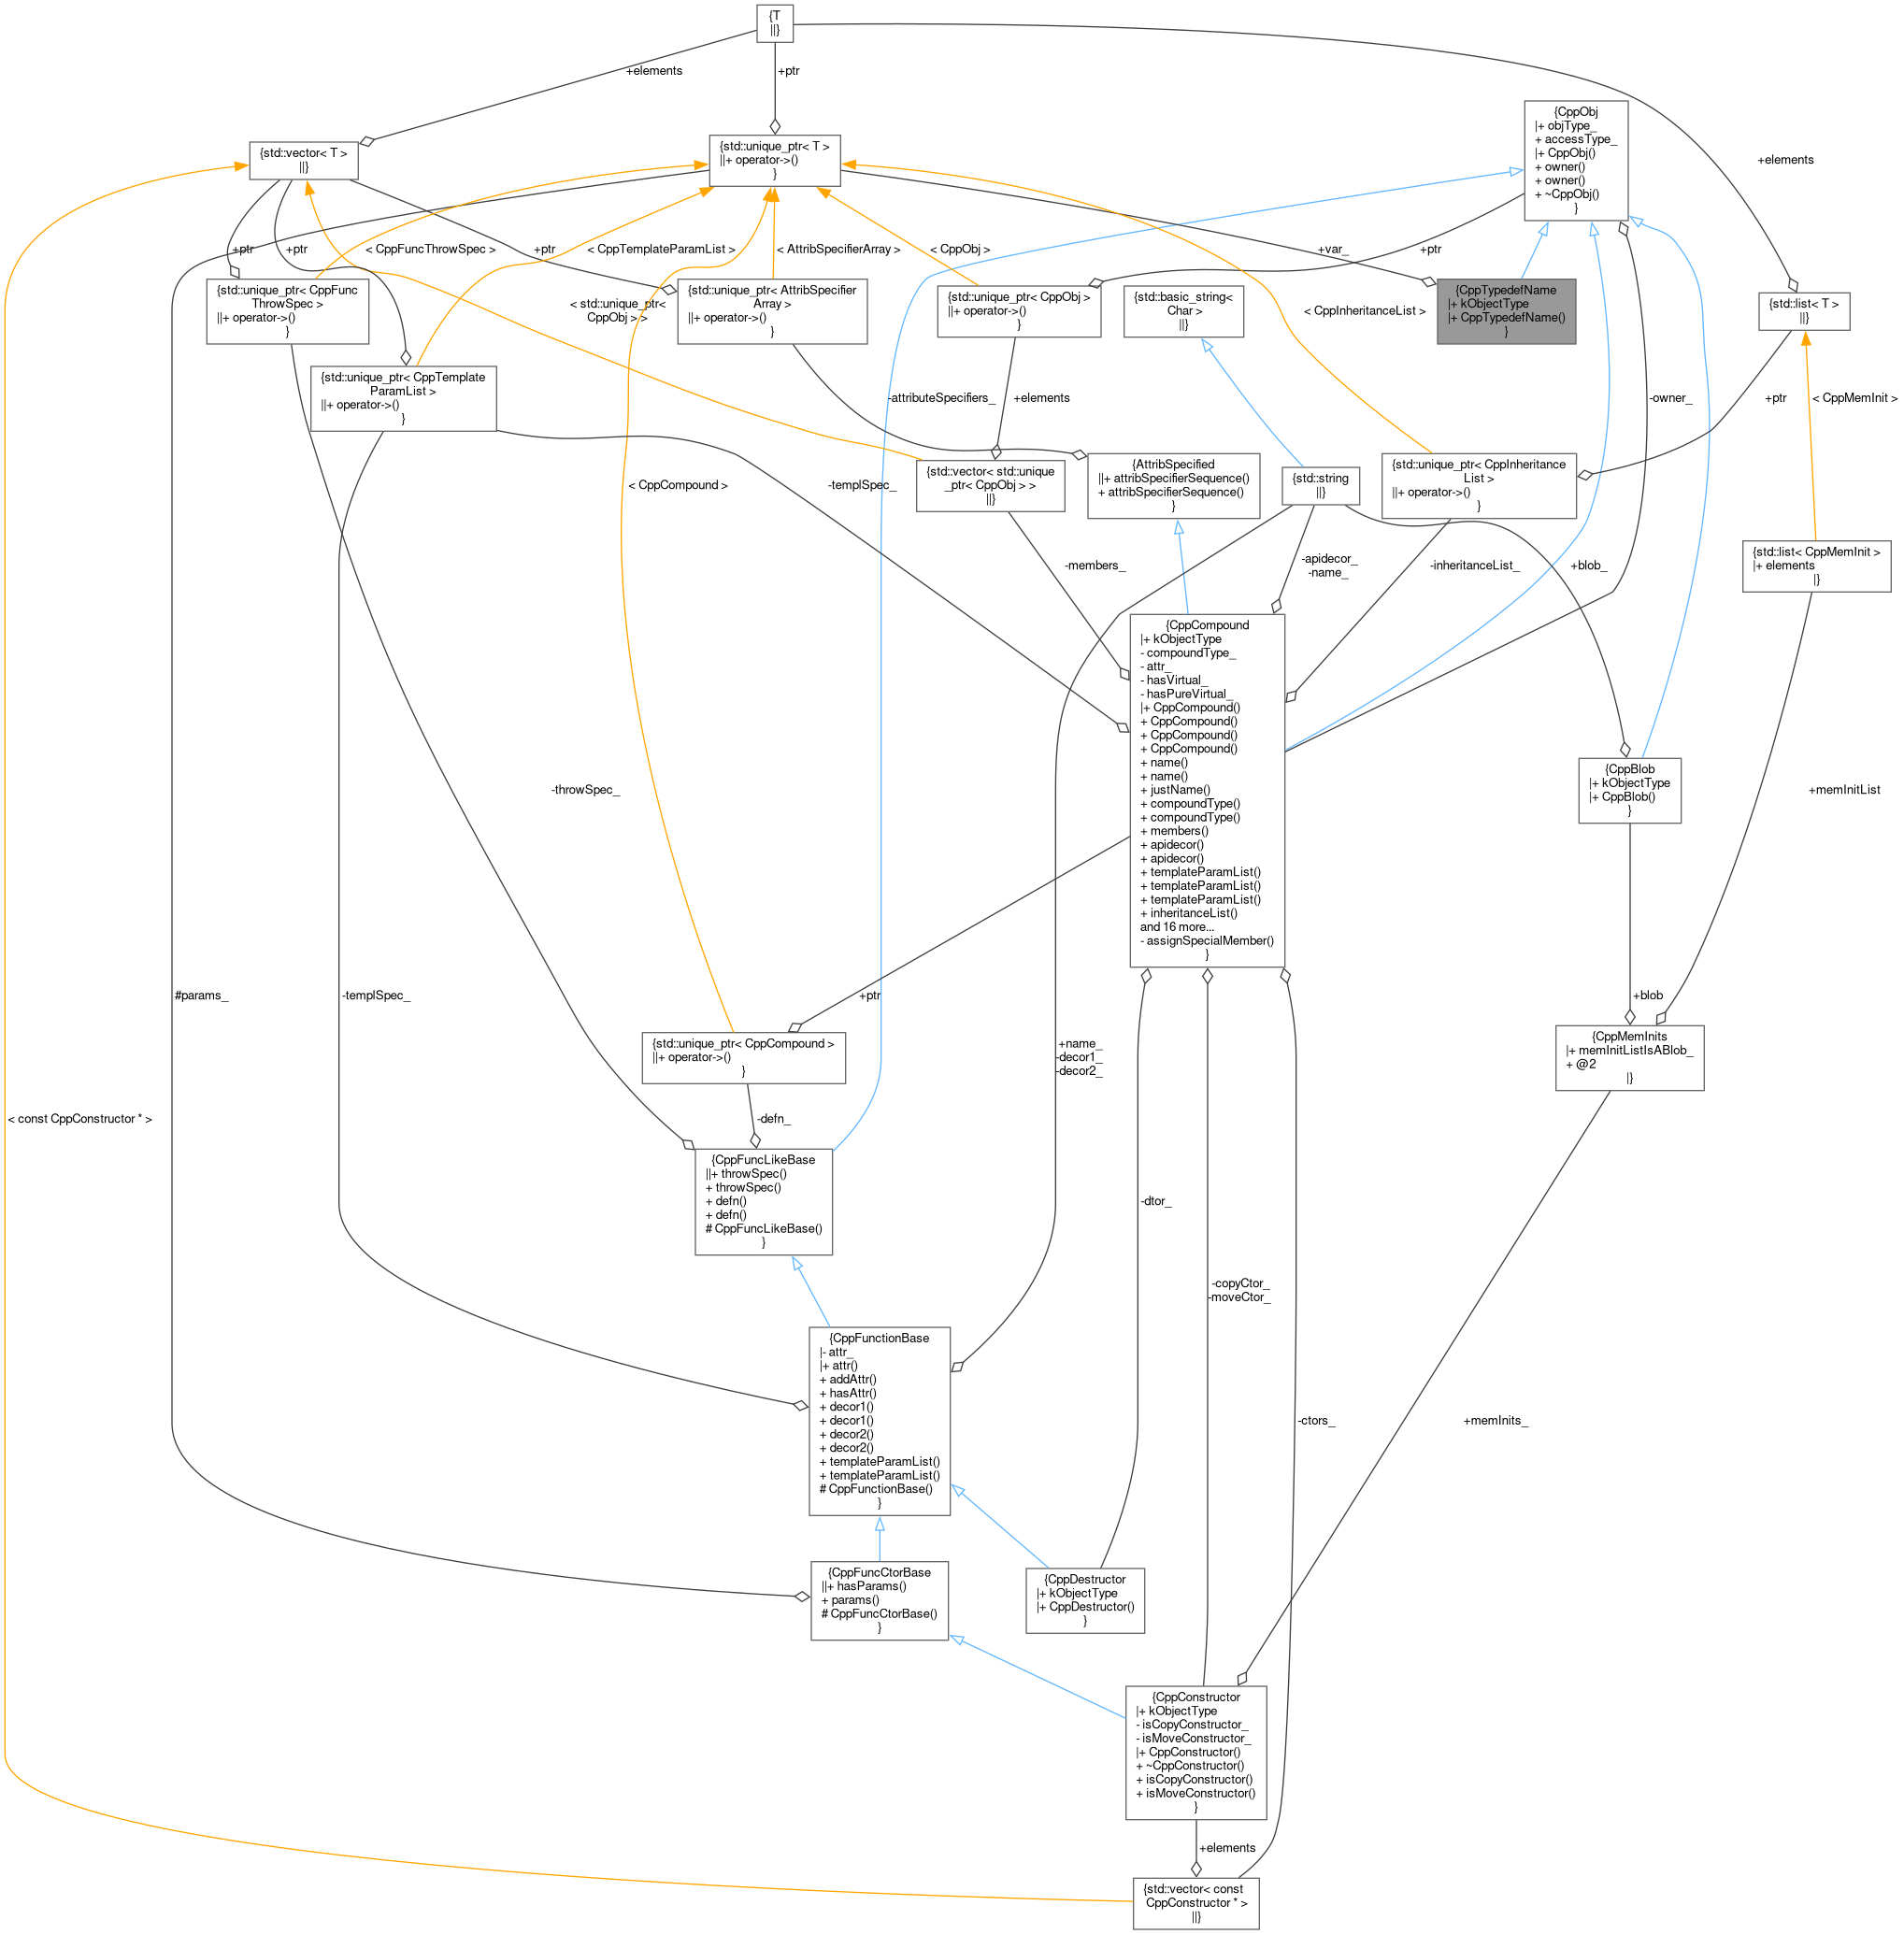 {T
||}
+elements
+ptr
{CppObj
|+ objType_
+ accessType_
|+ CppObj()
+ owner()
+ owner()
+ ~CppObj()
}
{std::vector< T >
||}
{std::unique_ptr< T >
||+ operator->()
}
+elements
+ptr
+ptr
< CppFuncThrowSpec >
+ptr
< CppTemplateParamList >
< AttribSpecifierArray >
< CppObj >
+ptr
+var_
{std::unique_ptr< CppFunc
ThrowSpec >
||+ operator->()
}
< std::unique_ptr<
CppObj > >
{std::unique_ptr< AttribSpecifier
Array >
||+ operator->()
}
{std::unique_ptr< CppObj >
||+ operator->()
}
{std::basic_string<
Char >
||}
< CppInheritanceList >
{CppTypedefName
|+ kObjectType
|+ CppTypedefName()
}
{std::list< T >
||}
{std::unique_ptr< CppTemplate
ParamList >
||+ operator->()
}
-attributeSpecifiers_
+elements
-owner_
+ptr
< CppMemInit >
< CppCompound >
-templSpec_
{std::vector< std::unique
_ptr< CppObj > >
||}
{AttribSpecified
||+ attribSpecifierSequence()
+ attribSpecifierSequence()
}
{std::string
||}
{std::unique_ptr< CppInheritance
List >
||+ operator->()
}
-members_
-apidecor_
-name_
-inheritanceList_
+blob_
{std::list< CppMemInit >
|+ elements
|}
{CppCompound
|+ kObjectType
- compoundType_
- attr_
- hasVirtual_
- hasPureVirtual_
|+ CppCompound()
+ CppCompound()
+ CppCompound()
+ CppCompound()
+ name()
+ name()
+ justName()
+ compoundType()
+ compoundType()
+ members()
+ apidecor()
+ apidecor()
+ templateParamList()
+ templateParamList()
+ templateParamList()
+ inheritanceList()
and 16 more...
- assignSpecialMember()
}
-throwSpec_
{CppBlob
|+ kObjectType
|+ CppBlob()
}
+memInitList
#params_
-templSpec_
+ptr
+blob
{std::unique_ptr< CppCompound >
||+ operator->()
}
+name_
-decor1_
-decor2_
{CppMemInits
|+ memInitListIsABlob_
+ @2
|}
< const CppConstructor * >
-defn_
{CppFuncLikeBase
||+ throwSpec()
+ throwSpec()
+ defn()
+ defn()
# CppFuncLikeBase()
}
-dtor_
-copyCtor_
-moveCtor_
{CppFunctionBase
|- attr_
|+ attr()
+ addAttr()
+ hasAttr()
+ decor1()
+ decor1()
+ decor2()
+ decor2()
+ templateParamList()
+ templateParamList()
# CppFunctionBase()
}
-ctors_
+memInits_
{CppFuncCtorBase
||+ hasParams()
+ params()
# CppFuncCtorBase()
}
{CppDestructor
|+ kObjectType
|+ CppDestructor()
}
{CppConstructor
|+ kObjectType
- isCopyConstructor_
- isMoveConstructor_
|+ CppConstructor()
+ ~CppConstructor()
+ isCopyConstructor()
+ isMoveConstructor()
}
+elements
{std::vector< const
CppConstructor * >
||}